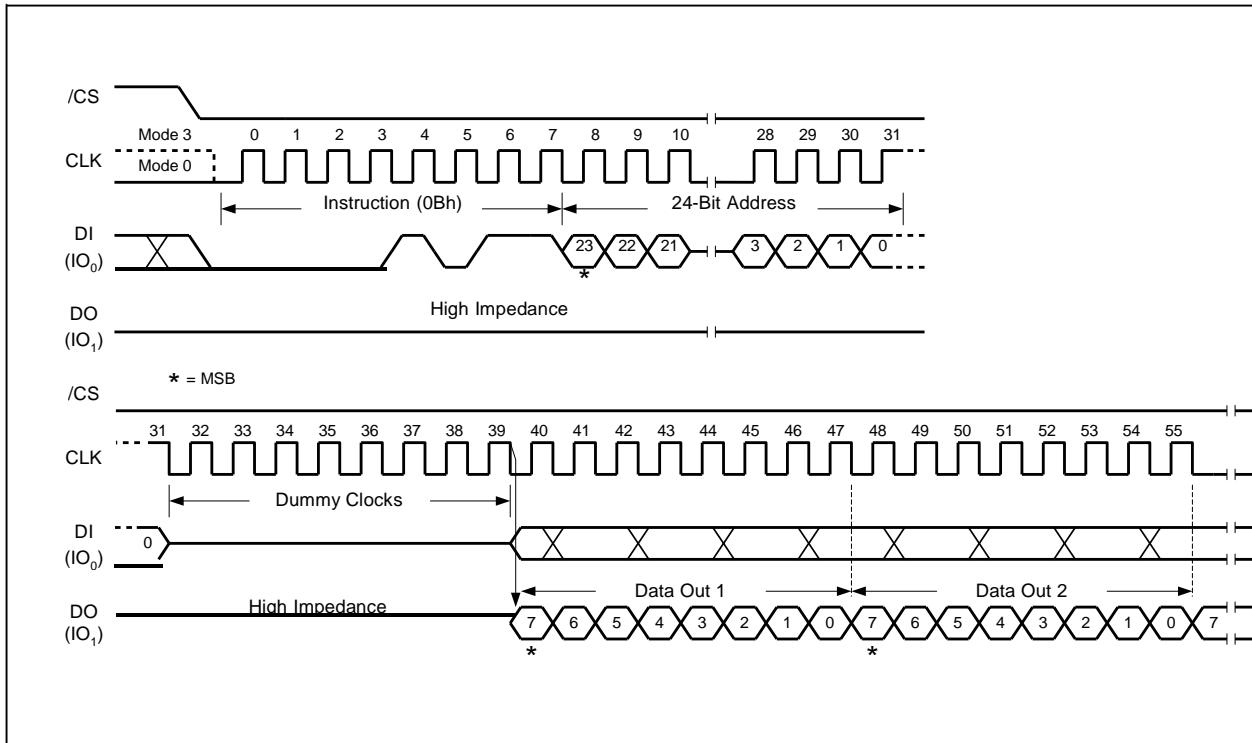 /CS
Mode 3
0 1 2 3 4 5 6 7 8 9 10 28 29 30 31
CLK
Mode 0
Instruction (0Bh)
24-Bit Address
DI
(IO0)
23 22 21 3 2 1 0
*
High Impedance
DO
(IO1)
* = MSB
/CS
31 32 33 34 35 36 37 38 39 40 41 42 43 44 45 46 47 48 49 50 51 52 53 54 55
CLK
Dummy Clocks
DI
(IO0)
0
Data Out 1
Data Out 2
High Impedance
DO
(IO1)
7 6 5 4 3 2 1 0 7 6 5 4 3 2 1 0 7
* *